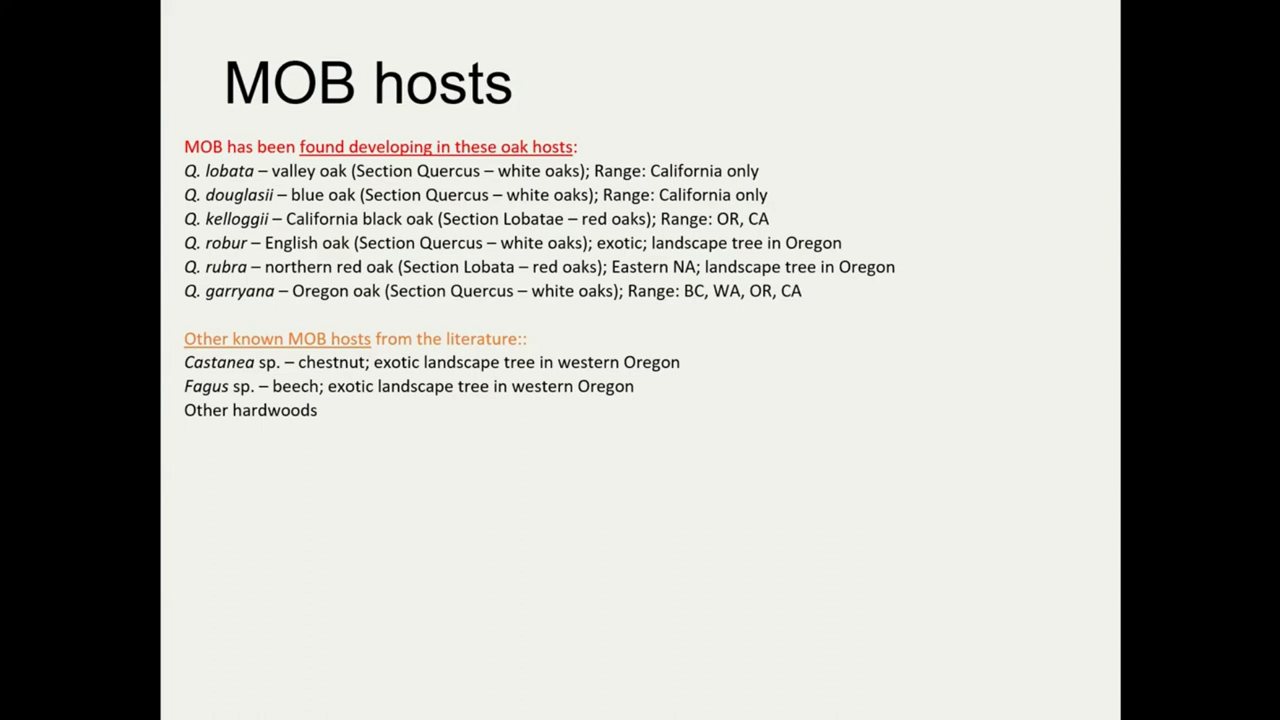 MOB hosts
MOB has been found developing in these oak hosts:
Q. lobata – valley oak (Section Quercus – white oaks); Range: California only
Q. douglasii – blue oak (Section Quercus – white oaks); Range: California only
Q. kelloggii – California black oak (Section Lobatae – red oaks); Range: OR, CA
Q. robur – English oak (Section Quercus – white oaks); exotic; landscape tree in Oregon
Q. rubra – northern red oak (Section Lobata – red oaks); Eastern NA; landscape tree in Oregon
Q. garryana – Oregon oak (Section Quercus – white oaks); Range: BC, WA, OR, CA
Other known MOB hosts from the literature::
Castanea sp. – chestnut; exotic landscape tree in western Oregon
Fagus sp. – beech; exotic landscape tree in western Oregon
Other hardwoods